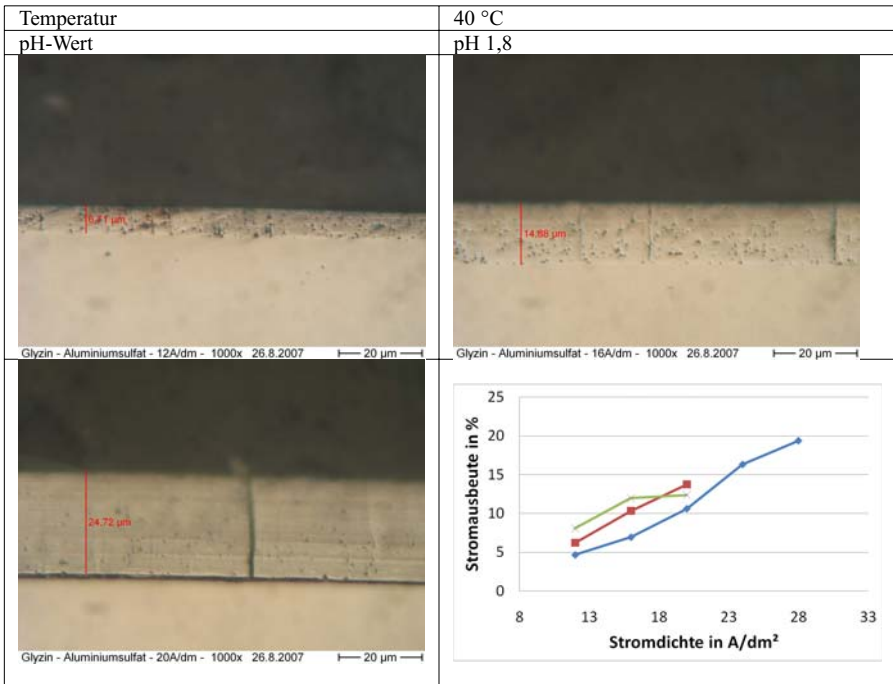 Temperatur
40 °C
pH-Wert
pH 1,8
µm
Glyzin - Aluminiumsulfat - 12A/dm - 1000x 26.8.2007
20 µm
14.68 µm
Glyzin - Aluminiumsulfat - 16A/dm - 1000x 26.8.2007
20 µm
24.72 µm
Glyzin - Aluminiumsulfat - 20A/dm - 1000x 26.8.2007
20 µm
Stromausbeute in %
25
20
15
10
5
0
8 13 18 23 28 33
Stromdichte in A/dm²